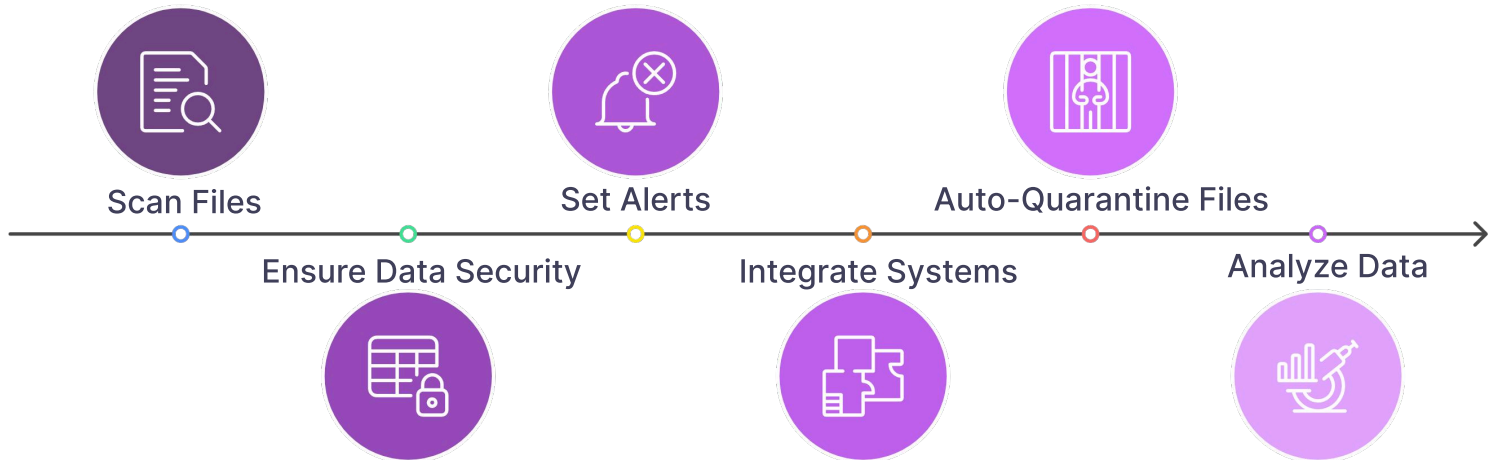 Scan Files
Ensure Data Security
Set Alerts
Integrate Systems
Auto-Quarantine Files
Analyze Data